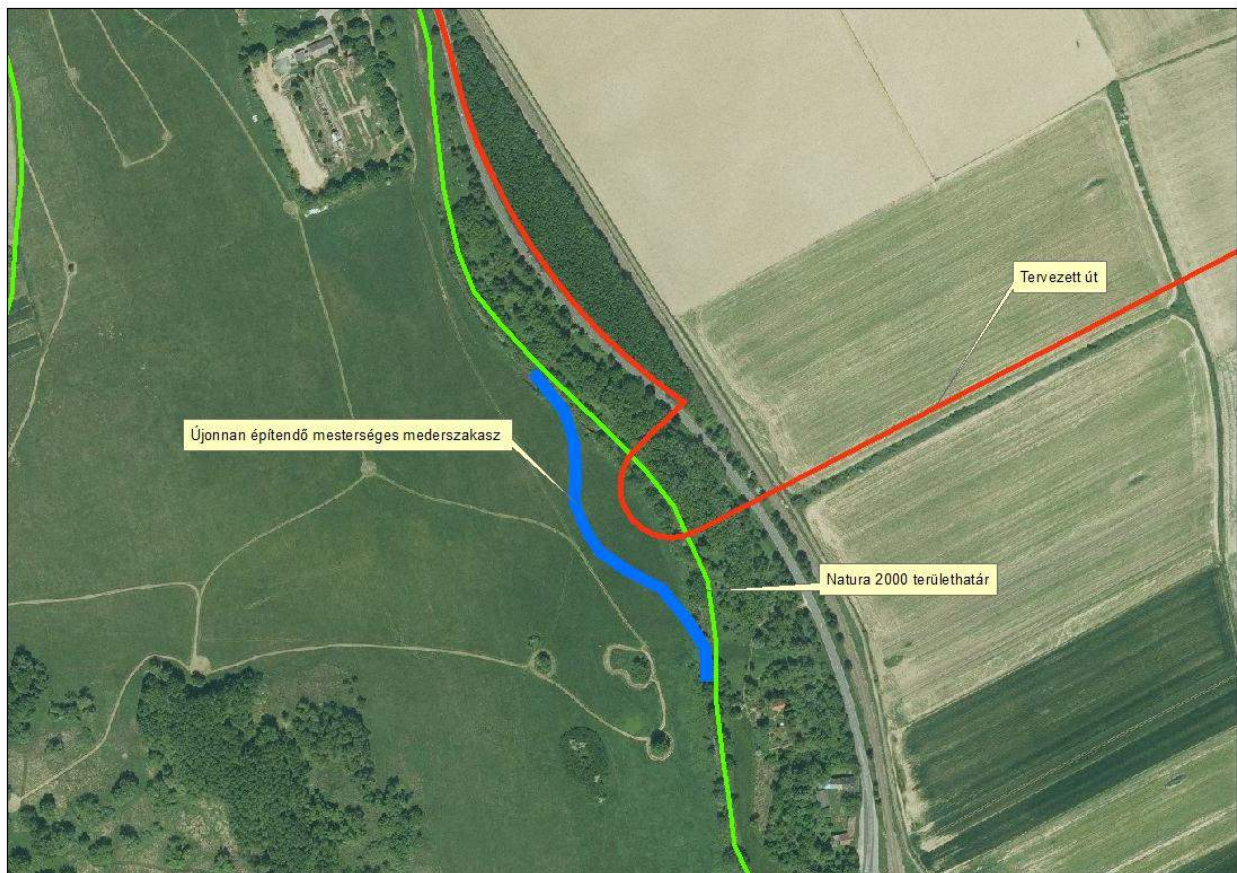 Tervezett út
Újonnan építendő mesterséges mederszakasz
Natura 2000 területhatár